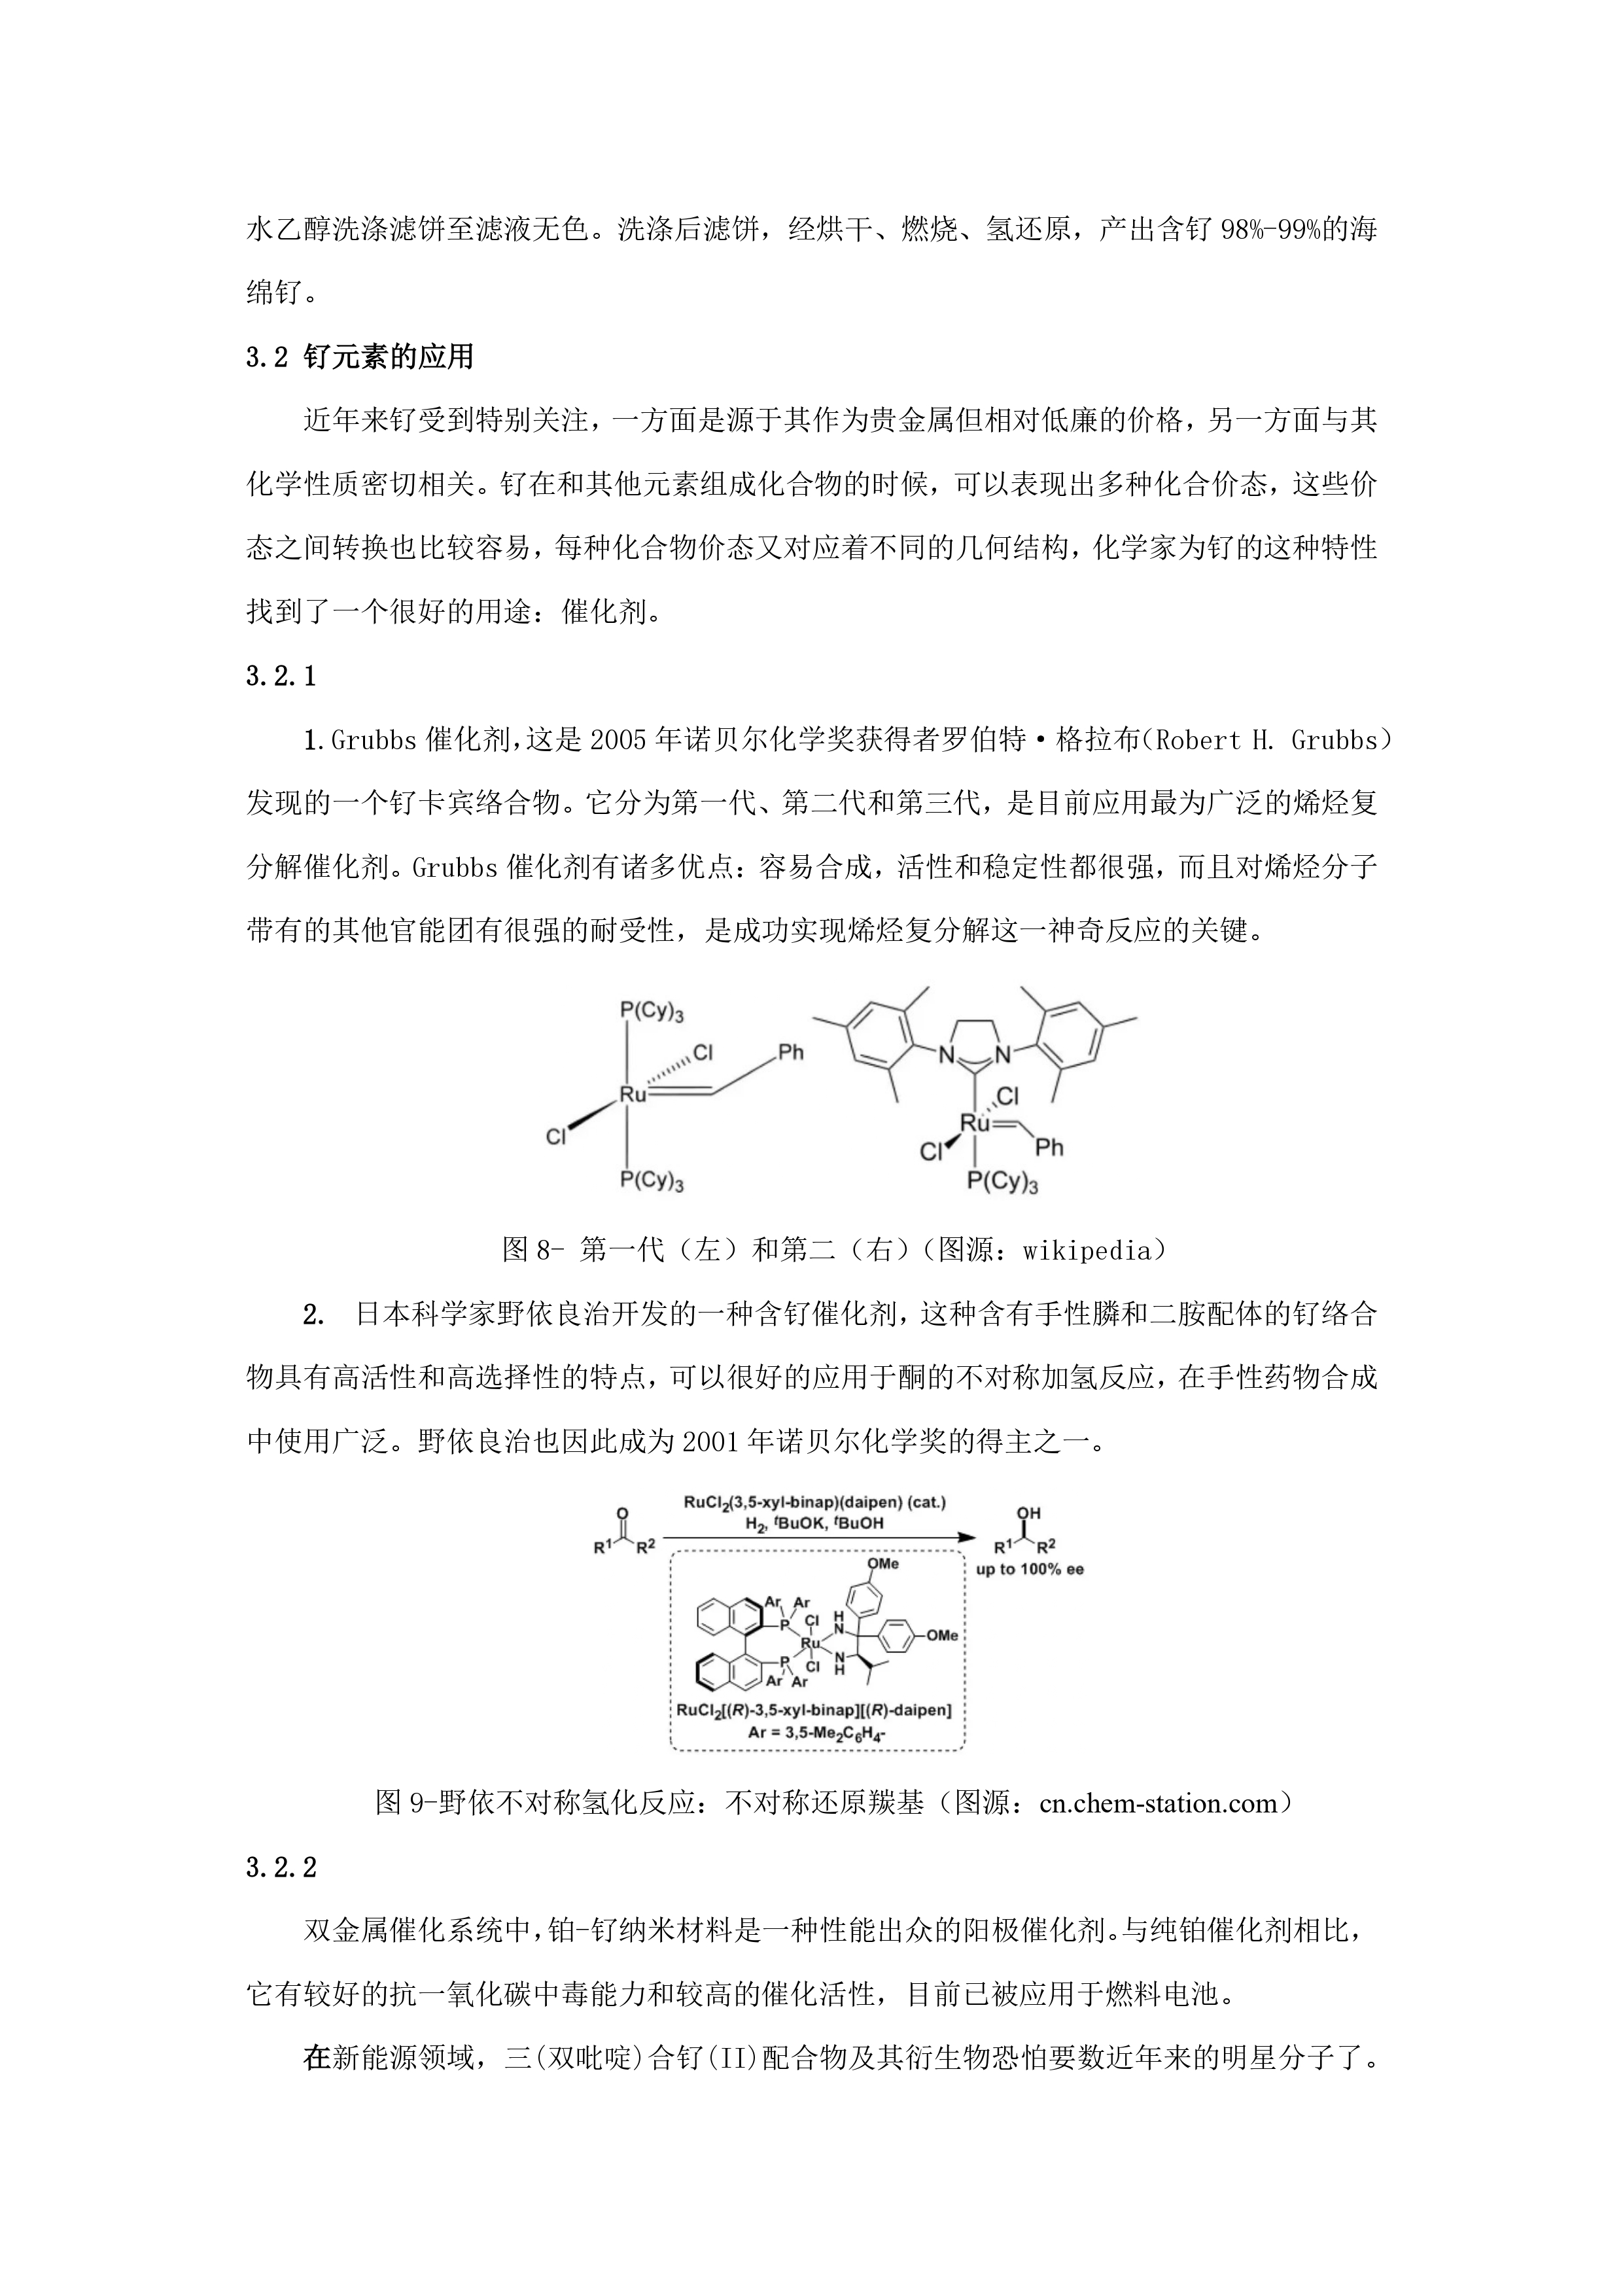 水乙醇洗涤滤饼至滤液无色。洗涤后滤饼，经烘干、燃烧、氢还原，产出含钌 98%-99%的海
绵钌。
3.2 钌元素的应用
近年来钌受到特别关注，一方面是源于其作为贵金属但相对低廉的价格，另一方面与其
化学性质密切相关。钌在和其他元素组成化合物的时候，可以表现出多种化合价态，这些价
态之间转换也比较容易，每种化合物价态又对应着不同的几何结构，化学家为钌的这种特性
找到了一个很好的用途：催化剂。
3.2.1
1.Grubbs 催化剂，这是 2005 年诺贝尔化学奖获得者罗伯特·格拉布（Robert H. Grubbs）
发现的一个钌卡宾络合物。它分为第一代、第二代和第三代，是目前应用最为广泛的烯烃复
分解催化剂。Grubbs 催化剂有诸多优点：容易合成，活性和稳定性都很强，而且对烯烃分子
带有的其他官能团有很强的耐受性，是成功实现烯烃复分解这一神奇反应的关键。
P(Cy)3
Cl
Ph
Ru
Cl
P(Cy)3
N N
Cl
Ru
Cl
Ph
P(Cy)3
图 8- 第一代（左）和第二（右）（图源：wikipedia）
2. 日本科学家野依良治开发的一种含钌催化剂，这种含有手性膦和二胺配体的钌络合
物具有高活性和高选择性的特点，可以很好的应用于酮的不对称加氢反应，在手性药物合成
中使用广泛。野依良治也因此成为 2001 年诺贝尔化学奖的得主之一。
RuCl2(3,5-xyl-binap)(daipen) (cat.)
H2, tBuOK, tBuOH
O
R1 R2
OH
R1 R2
up to 100% ee
OMe
Ar Ar
P
Cl
H
N
Ru
OMe
P
Cl
N
H
Ar Ar
RuCl2[(R)-3,5-xyl-binap][(R)-daipen]
Ar = 3,5-Me2C6H4-
图 9-野依不对称氢化反应：不对称还原羰基（图源：cn.chem-station.com）
3.2.2
双金属催化系统中，铂-钌纳米材料是一种性能出众的阳极催化剂。与纯铂催化剂相比，
它有较好的抗一氧化碳中毒能力和较高的催化活性，目前已被应用于燃料电池。
在新能源领域，三(双吡啶)合钌(II)配合物及其衍生物恐怕要数近年来的明星分子了。